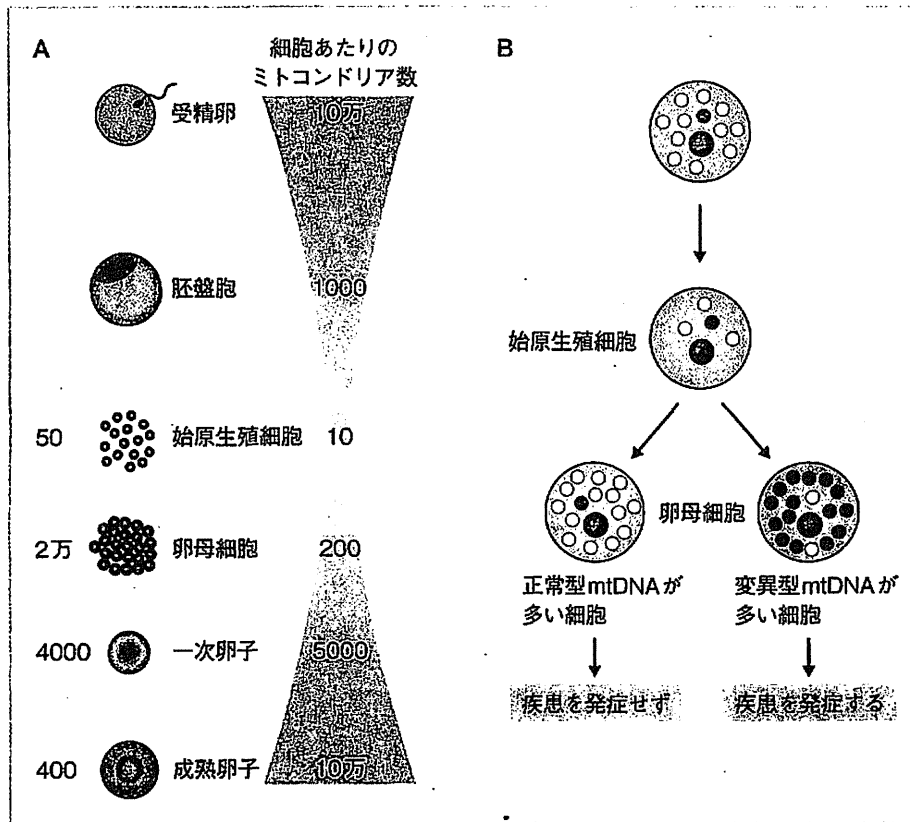 A
細胞あたりの
ミトコンドリア数
受精卵
10万
胚盤胞
1000
50
始原生殖細胞
10
2万
卵母細胞
200
4000
一次卵子
5000
400
成熟卵子
10万
B
始原生殖細胞
卵母細胞
正常型mtDNAが
多い細胞
変異型mtDNAが
多い細胞
疾患を発症せず
疾患を発症する